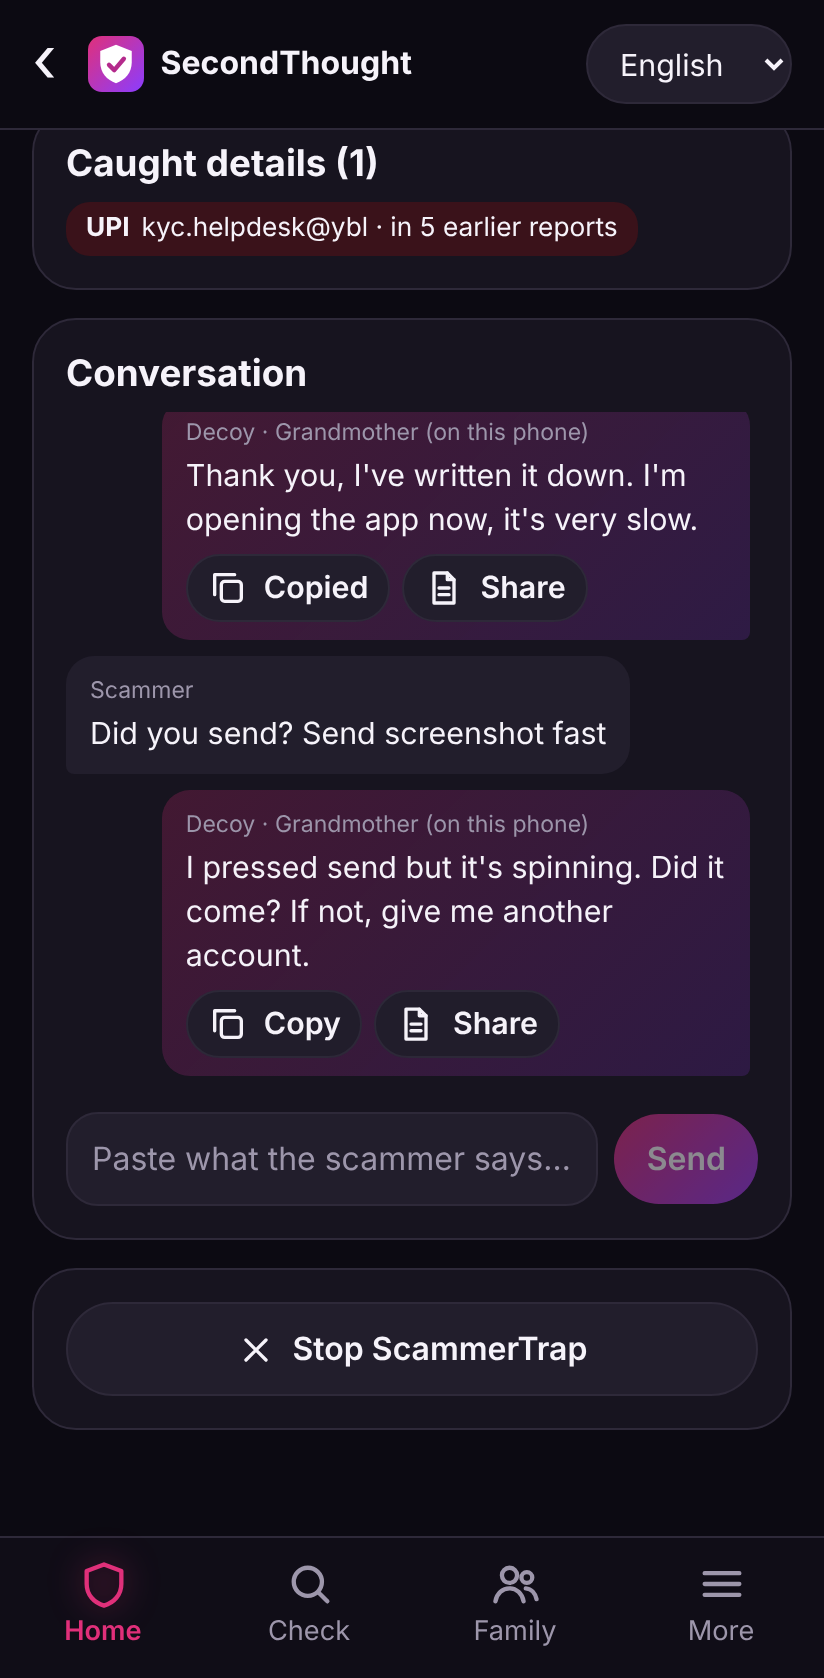 SecondThought
English
Caught details (1)
UPI kyc.helpdesk@ybl · in 5 earlier reports
Conversation
Decoy · Grandmother (on this phone)
Thank you, I've written it down. I'm
opening the app now, it's very slow.
Copied Share
Scammer
Did you send? Send screenshot fast
Decoy · Grandmother (on this phone)
I pressed send but it's spinning. Did it
come? If not, give me another
account.
Copy Share
Paste what the scammer says... Send
Stop ScammerTrap
Home Check Family More